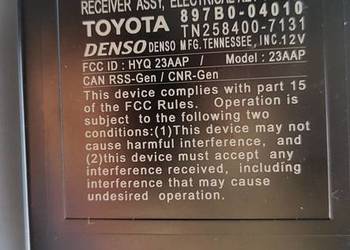 RECEIVER ASSY, ELECTRICAL KEY
TOYOTA 897B0-04010
TN258400-7131
DENSO DENSO MFG. TENNESSEE, INC. 12V
FCC ID : HYQ 23AAP / Model : 23AAP
CAN RSS-Gen / CNR-Gen
This device complies with part 15
of the FCC Rules. Operation is
subject to the following two
conditions:(1)This device may not
cause harmful interference, and
(2)this device must accept any
interference received, including
interference that may cause
undesired operation.